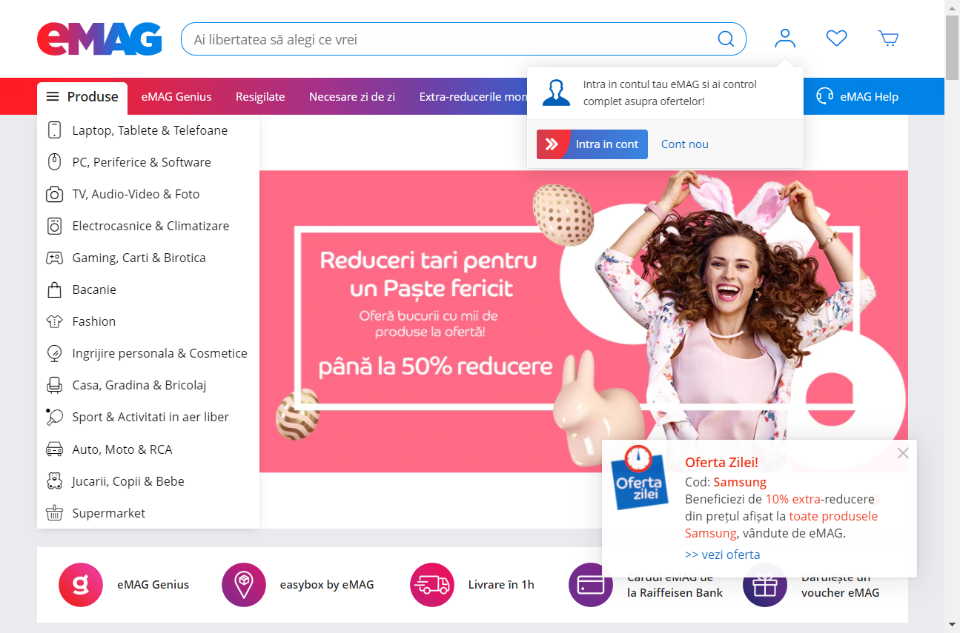 eMAG
Ai libertatea să alegi ce vrei
Produse
eMAG Genius
Resigilate
Necesare zi de zi
Extra-reducerile
eMAG Help
Intra in contul tau eMAG si ai control
complet asupra ofertelor!
Intra in cont
Cont nou
Laptop, Tablete & Telefoane
PC, Periferice & Software
TV, Audio-Video & Foto
Electrocasnice & Climatizare
Gaming, Carti & Birotica
Bacanie
Fashion
Ingrijire personala & Cosmetice
Casa, Gradina & Bricolaj
Sport & Activitati in aer liber
Auto, Moto & RCA
Jucarii, Copii & Bebe
Supermarket
Reduceri tari pentru
un Paște fericit
Oferă bucurii cu mii de
produse la ofertă!
până la 50% reducere
Oferta
zilei
Oferta Zilei!
Cod: Samsung
Beneficiezi de 10% extra-reducere
din prețul afișat la toate produsele
Samsung, vândute de eMAG.
>> vezi oferta
g
eMAG Genius
easybox by eMAG
Livrare în 1h
Cardul eMAG de
la Raiffeisen Bank
Dăruiește un
voucher eMAG